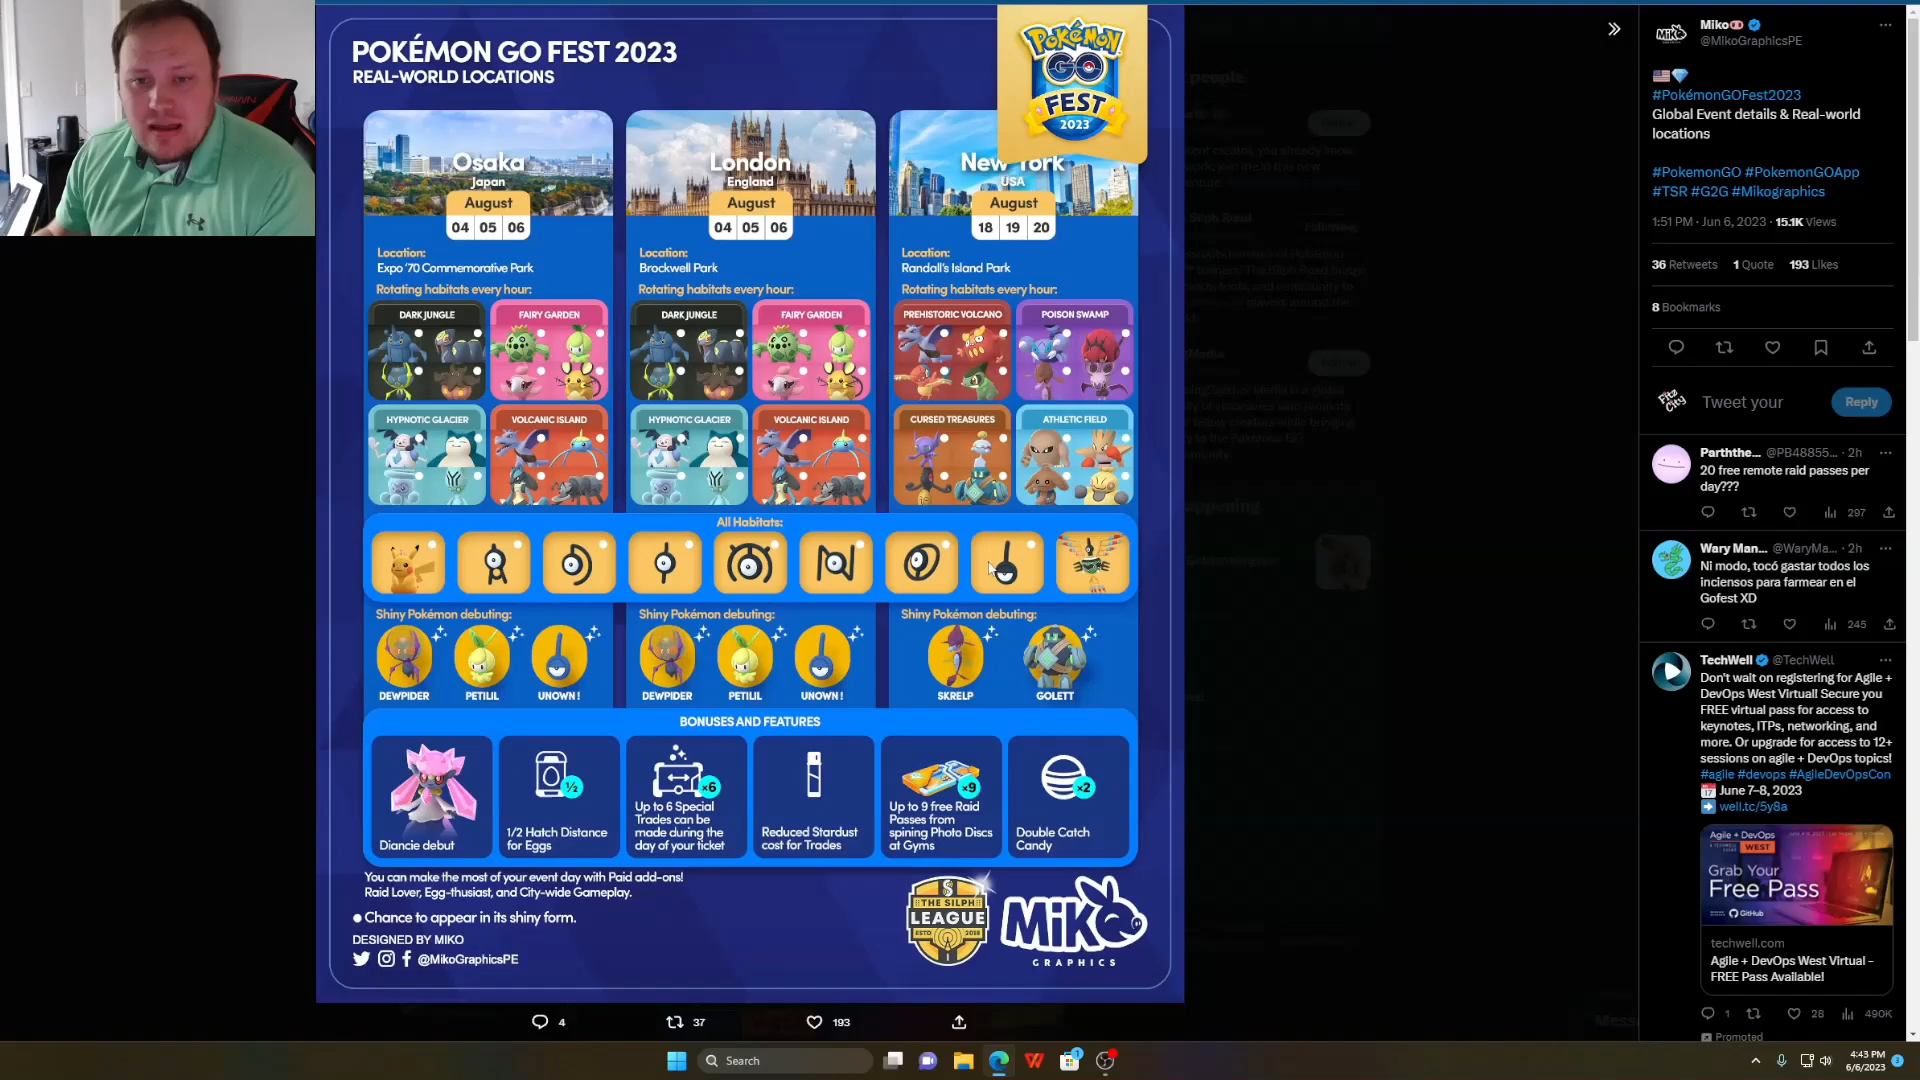 POKÉMON GO FEST 2023
REAL-WORLD LOCATIONS
POKÉMON
GO
FEST
2023
Osaka
Japan
August
04 05 06
Location:
Expo '70 Commemorative Park
Rotating habitats every hour:
DARK JUNGLE
FAIRY GARDEN
HYPNOTIC GLACIER
VOLCANIC ISLAND
London
England
August
04 05 06
Location:
Brockwell Park
Rotating habitats every hour:
DARK JUNGLE
FAIRY GARDEN
HYPNOTIC GLACIER
VOLCANIC ISLAND
New York
USA
August
18 19 20
Location:
Randall's Island Park
Rotating habitats every hour:
PREHISTORIC VOLCANO
POISON SWAMP
CURSED TREASURES
ATHLETIC FIELD
All Habitats:
Shiny Pokémon debuting:
DEWPIDER
PETILIL
UNOWN !
Shiny Pokémon debuting:
DEWPIDER
PETILIL
UNOWN !
Shiny Pokémon debuting:
SKRELP
GOLETT
BONUSES AND FEATURES
Diancie debut
½
1/2 Hatch Distance
for Eggs
x6
Up to 6 Special
Trades can be
made during the
day of your ticket
Reduced Stardust
cost for Trades
x9
Up to 9 free Raid
Passes from
spining Photo Discs
at Gyms
x2
Double Catch
Candy
You can make the most of your event day with Paid add-ons!
Raid Lover, Egg-thusiast, and City-wide Gameplay.
Chance to appear in its shiny form.
DESIGNED BY MIKO
@MikoGraphicsPE
THE SILPH
LEAGUE
ESTD 2018
MiKO
GRAPHICS
4
37
193
Miko
@MikoGraphicsPE
#PokémonGOFest2023
Global Event details & Real-world
locations
#PokemonGO #PokemonGOApp
#TSR #G2G #Mikographics
1:51 PM · Jun 6, 2023 · 15.1K Views
36 Retweets 1 Quote 193 Likes
8 Bookmarks
Fitz
City
Tweet your
Reply
Parththe... @PB48855... · 2h
20 free remote raid passes per
day???
297
Wary Man... @WaryMa... · 2h
Ni modo, tocó gastar todos los
inciensos para farmear en el
Gofest XD
245
TechWell @TechWell
Don't wait on registering for Agile +
DevOps West Virtual! Secure you
FREE virtual pass for access to
keynotes, ITPs, networking, and
more. Or upgrade for access to 12+
sessions on agile + DevOps topics!
#agile #devops #AgileDevOpsCon
June 7–8, 2023
well.tc/5y8a
Agile + DevOps
WEST
Grab Your
Free Pass
GitHub
techwell.com
Agile + DevOps West Virtual -
FREE Pass Available!
1
28
490K
Promoted
Search
4:43 PM
6/6/2023